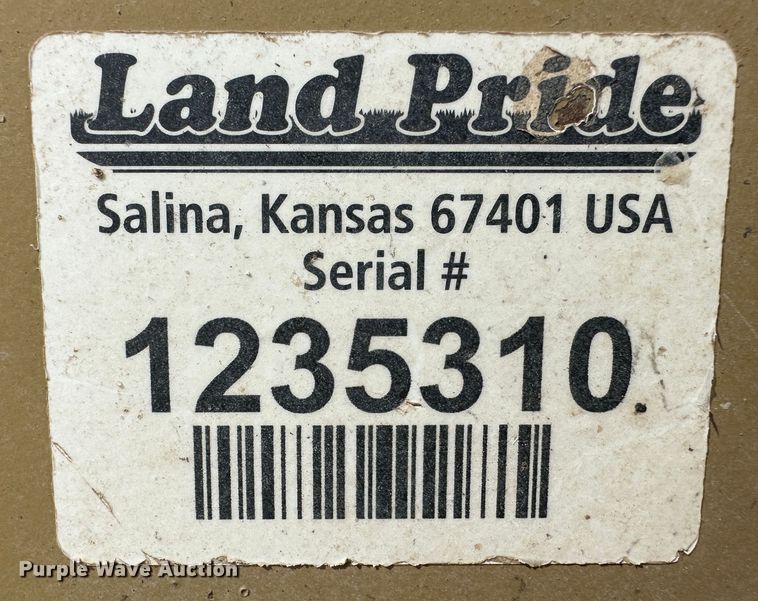 Land Pride
Salina, Kansas 67401 USA
Serial #
1235310
Purple Wave Auction